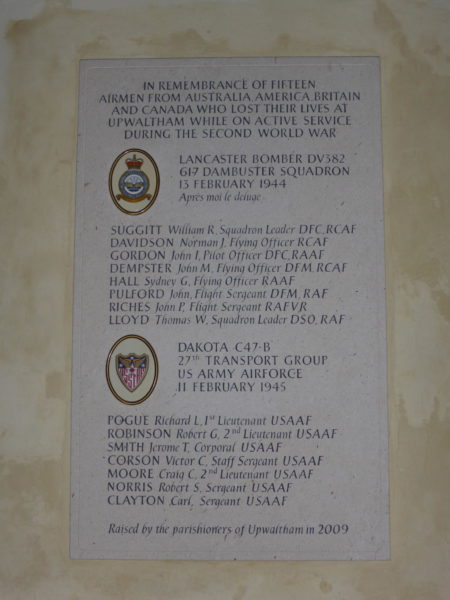 IN REMEMBRANCE OF FIFTEEN
AIRMEN FROM AUSTRALIA, AMERICA, BRITAIN
AND CANADA WHO LOST THEIR LIVES AT
UPWALTHAM WHILE ON ACTIVE SERVICE
DURING THE SECOND WORLD WAR
LANCASTER BOMBER DV382
617 DAMBUSTER SQUADRON
13 FEBRUARY 1944
Apres moi le deluge
SUGGITT William R, Squadron Leader DFC, RCAF
DAVIDSON Norman J, Flying Officer RCAF
GORDON John I, Pilot Officer DFC, RAAF
DEMPSTER John M, Flying Officer DFM, RCAF
HALL Sydney G, Flying Officer RAAF
PULFORD John, Flight Sergeant DFM, RAF
RICHES John P, Flight Sergeant RAFVR
LLOYD Thomas W, Squadron Leader DSO, RAF
DAKOTA C47-B
27th TRANSPORT GROUP
US ARMY AIRFORCE
11 FEBRUARY 1945
POGUE Richard L, 1st Lieutenant USAAF
ROBINSON Robert G, 2nd Lieutenant USAAF
SMITH Jerome T, Corporal USAAF
CORSON Victor C, Staff Sergeant USAAF
MOORE Craig C, 2nd Lieutenant USAAF
NORRIS Robert S, Sergeant USAAF
CLAYTON Carl, Sergeant USAAF
Raised by the parishioners of Upwaltham in 2009